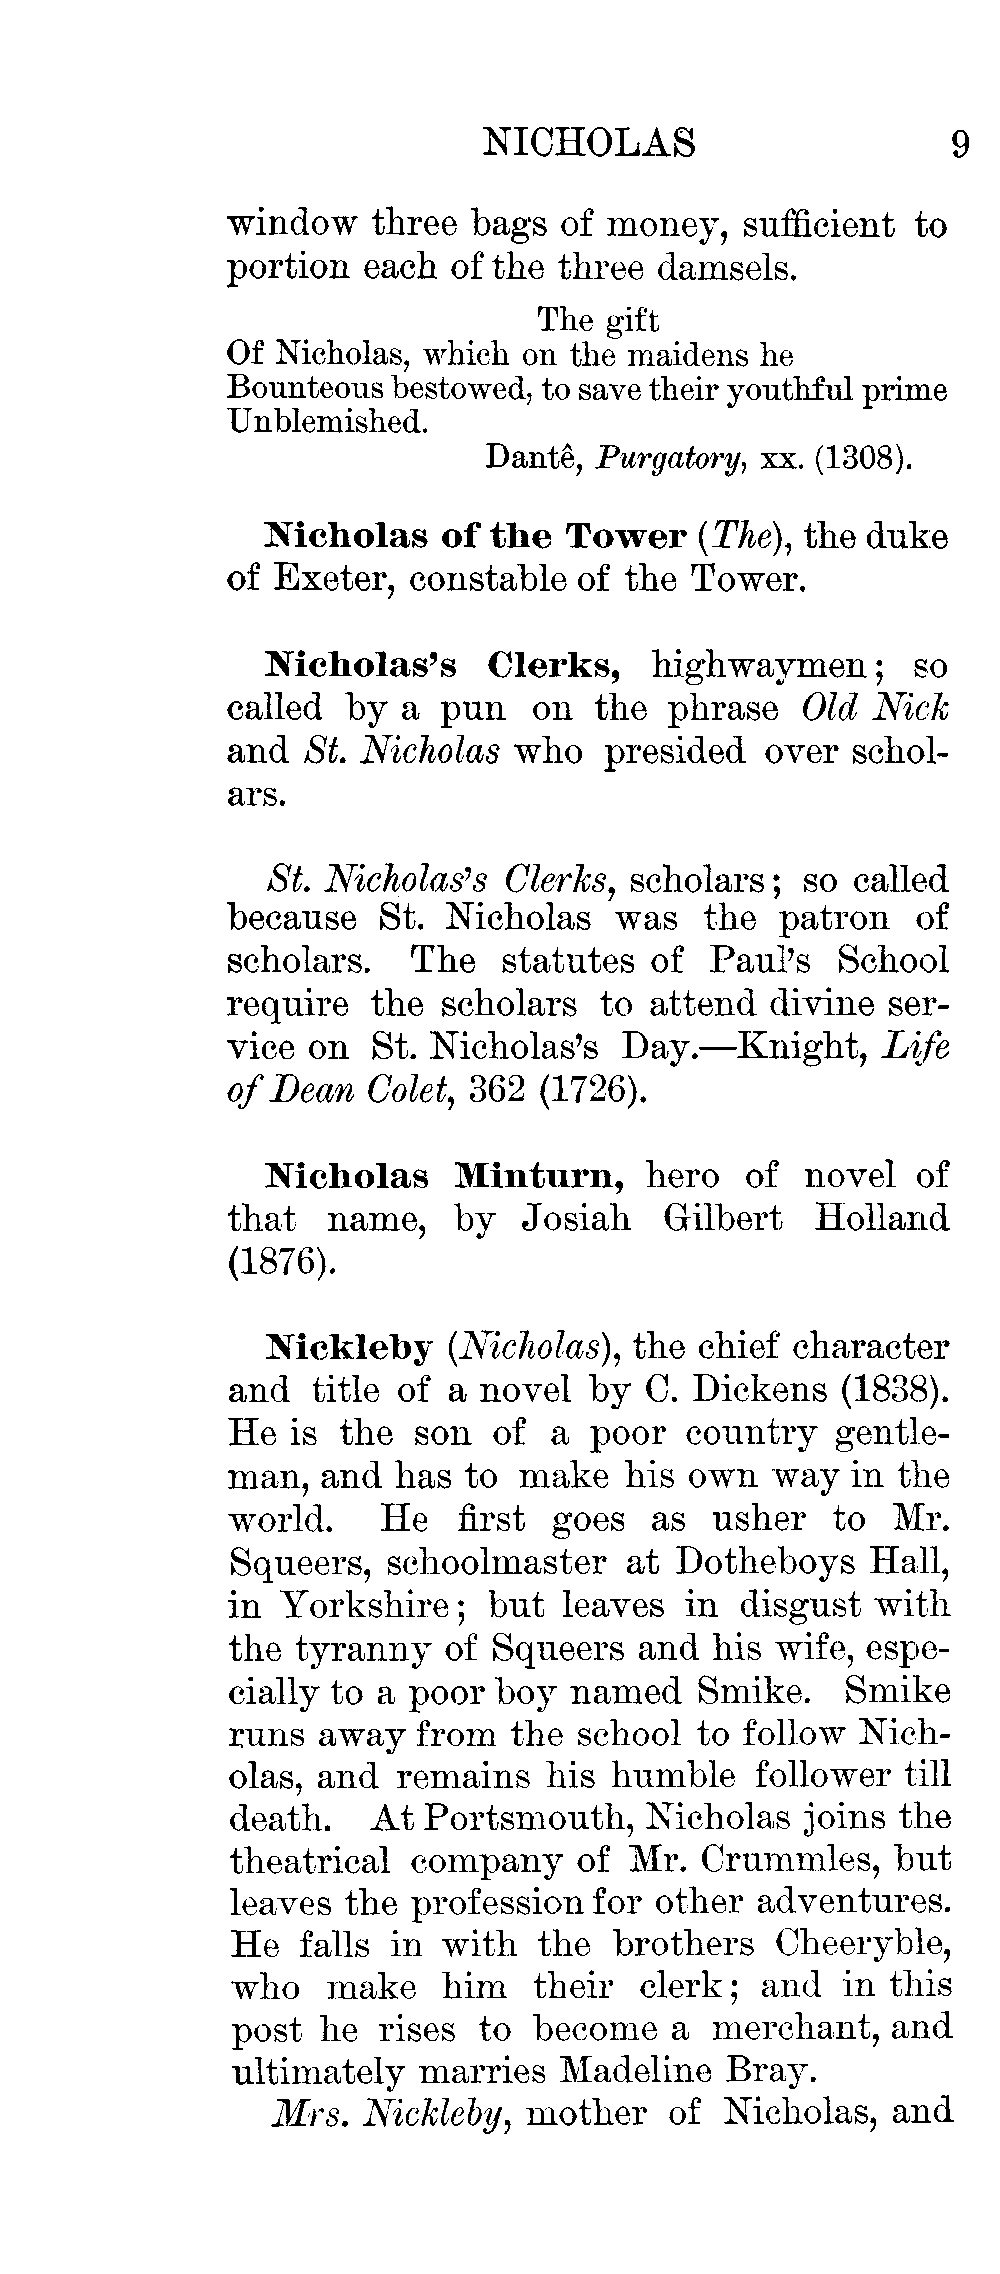 NICHOLAS 9
window three bags of money, sufficient to
portion each of the three damsels.
The gift
Of Nicholas, which on the maidens he
Bounteous bestowed, to save their youthful prime
Unblemished.
Dantê, Purgatory, xx. (1308).
Nicholas of the Tower (The), the duke
of Exeter, constable of the Tower.
Nicholas's Clerks, highwaymen; so
called by a pun on the phrase Old Nick
and St. Nicholas who presided over schol-
ars.
St. Nicholas's Clerks, scholars; so called
because St. Nicholas was the patron of
scholars. The statutes of Paul's School
require the scholars to attend divine ser-
vice on St. Nicholas's Day.—Knight, Life
of Dean Colet, 362 (1726).
Nicholas Minturn, hero of novel of
that name, by Josiah Gilbert Holland
(1876).
Nickleby (Nicholas), the chief character
and title of a novel by C. Dickens (1838).
He is the son of a poor country gentle-
man, and has to make his own way in the
world. He first goes as usher to Mr.
Squeers, schoolmaster at Dotheboys Hall,
in Yorkshire; but leaves in disgust with
the tyranny of Squeers and his wife, espe-
cially to a poor boy named Smike. Smike
runs away from the school to follow Nich-
olas, and remains his humble follower till
death. At Portsmouth, Nicholas joins the
theatrical company of Mr. Crummles, but
leaves the profession for other adventures.
He falls in with the brothers Cheeryble,
who make him their clerk; and in this
post he rises to become a merchant, and
ultimately marries Madeline Bray.
Mrs. Nickleby, mother of Nicholas, and